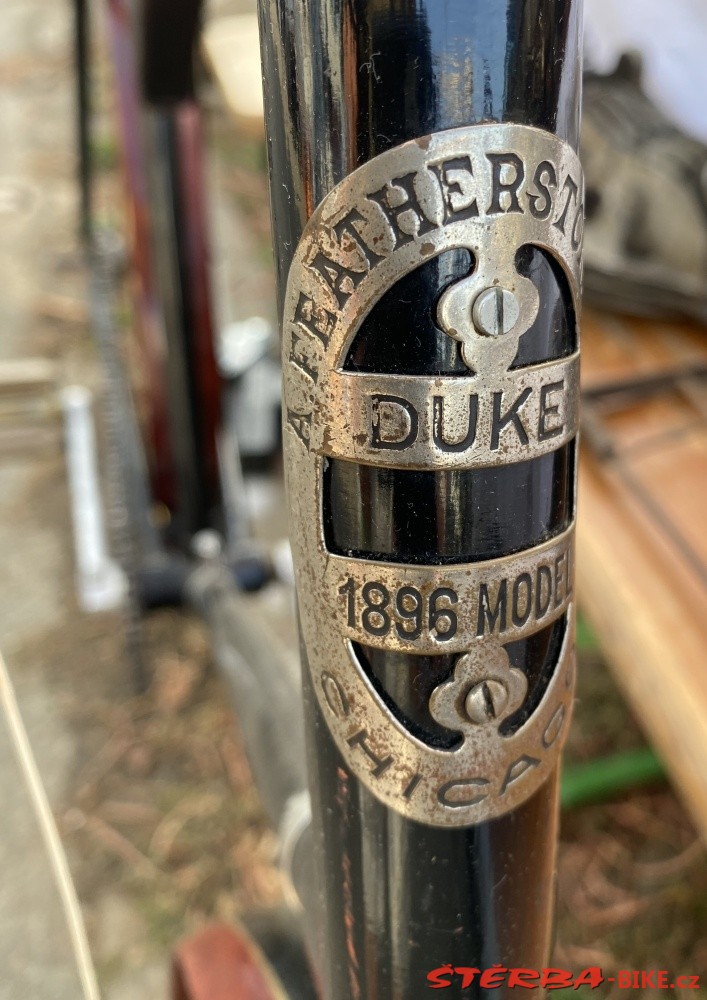 A FEATHERSTO
DUKE
1896 MODEL
CHICAGO
ŠTĚRBA-BIKE.cz